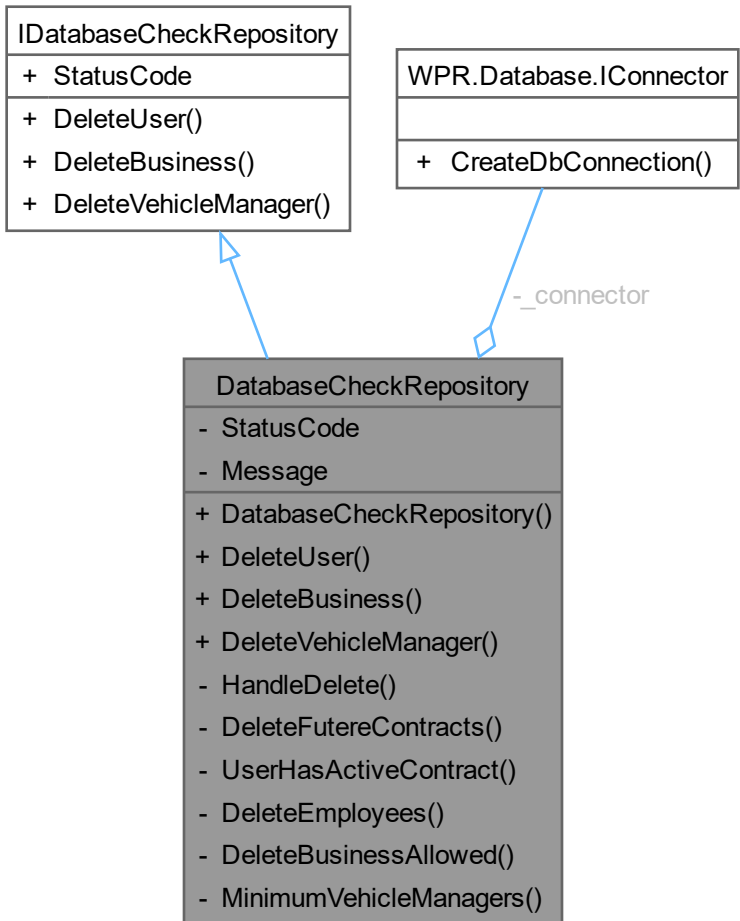 IDatabaseCheckRepository
+ StatusCode
+ DeleteUser()
+ DeleteBusiness()
+ DeleteVehicleManager()
WPR.Database.IConnector
+ CreateDbConnection()
-_connector
DatabaseCheckRepository
- StatusCode
- Message
+ DatabaseCheckRepository()
+ DeleteUser()
+ DeleteBusiness()
+ DeleteVehicleManager()
- HandleDelete()
- DeleteFutereContracts()
- UserHasActiveContract()
- DeleteEmployees()
- DeleteBusinessAllowed()
- MinimumVehicleManagers()